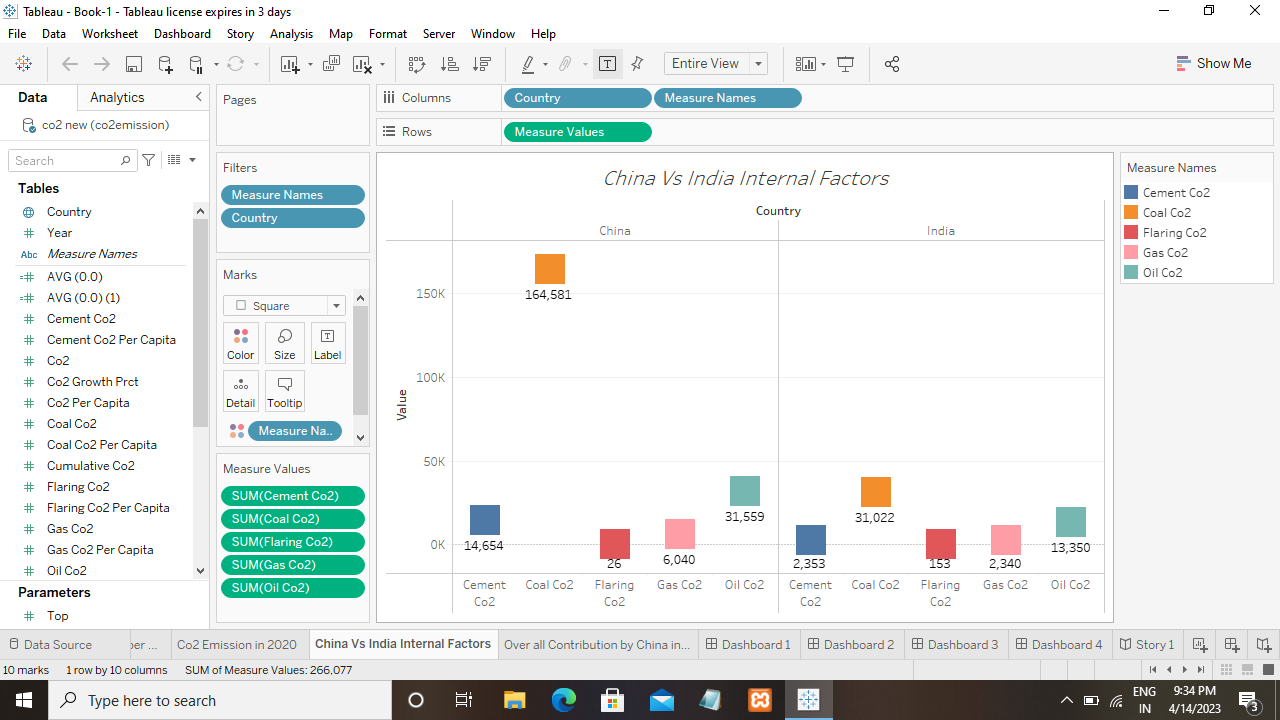 Tableau - Book-1 - Tableau license expires in 3 days
File Data Worksheet Dashboard Story Analysis Map Format Server Window Help
Entire View
Show Me
Data Analytics
co2 new (co2emission)
Search
Tables
Country
Year
Abc Measure Names
AVG (0.0)
AVG (0.0) (1)
Cement Co2
Cement Co2 Per Capita
Co2
Co2 Growth Prct
Co2 Per Capita
Coal Co2
Coal Co2 Per Capita
Cumulative Co2
Flaring Co2
Flaring Co2 Per Capita
Gas Co2
Gas Co2 Per Capita
Oil Co2
Parameters
Top
Pages
Filters
Measure Names
Country
Marks
Square
Color Size Label
Detail Tooltip
Measure Na..
Measure Values
SUM(Cement Co2)
SUM(Coal Co2)
SUM(Flaring Co2)
SUM(Gas Co2)
SUM(Oil Co2)
Columns Country Measure Names
Rows Measure Values
China Vs India Internal Factors
Country
China India
Value
150K
100K
50K
0K
164,581
14,654
26
6,040
31,559
2,353
31,022
153
2,340
13,350
Cement Co2 Coal Co2 Flaring Co2 Gas Co2 Oil Co2 Cement Co2 Coal Co2 Flaring Co2 Gas Co2 Oil Co2
Measure Names
Cement Co2
Coal Co2
Flaring Co2
Gas Co2
Oil Co2
Data Source per ... Co2 Emission in 2020 China Vs India Internal Factors Over all Contribution by China in... Dashboard 1 Dashboard 2 Dashboard 3 Dashboard 4 Story 1
10 marks 1 row by 10 columns SUM of Measure Values: 266,077
Type here to search
ENG
IN
9:34 PM
4/14/2023
3